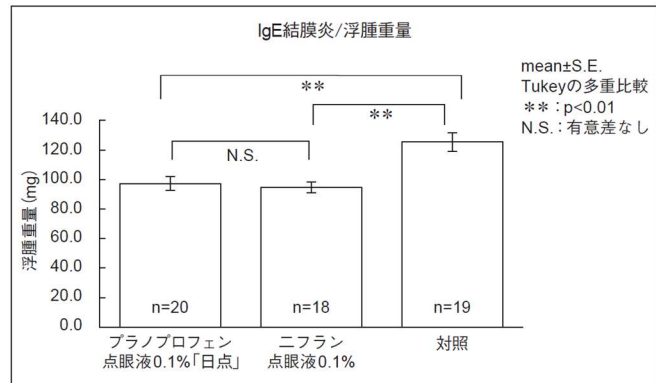 IgE結膜炎/浮腫重量
mean±S.E.
Tukeyの多重比較
**：p<0.01
N.S.：有意差なし
**
**
N.S.
浮腫重量(mg)
140.0
120.0
100.0
80.0
60.0
40.0
20.0
0.0
n=20
n=18
n=19
プラノプロフェン
点眼液0.1%「日点」
ニフラン
点眼液0.1%
対照